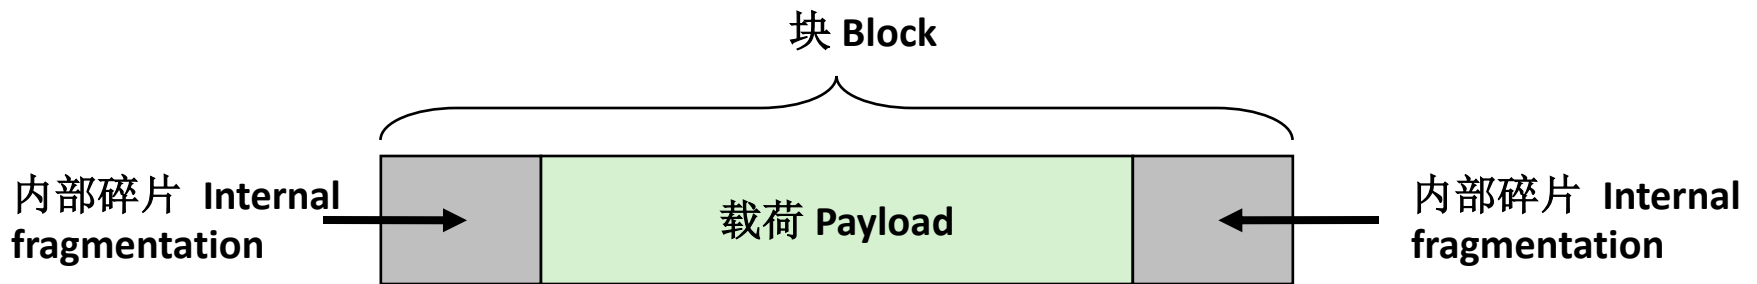 块 Block
内部碎片 Internal
fragmentation
载荷 Payload
内部碎片 Internal
fragmentation